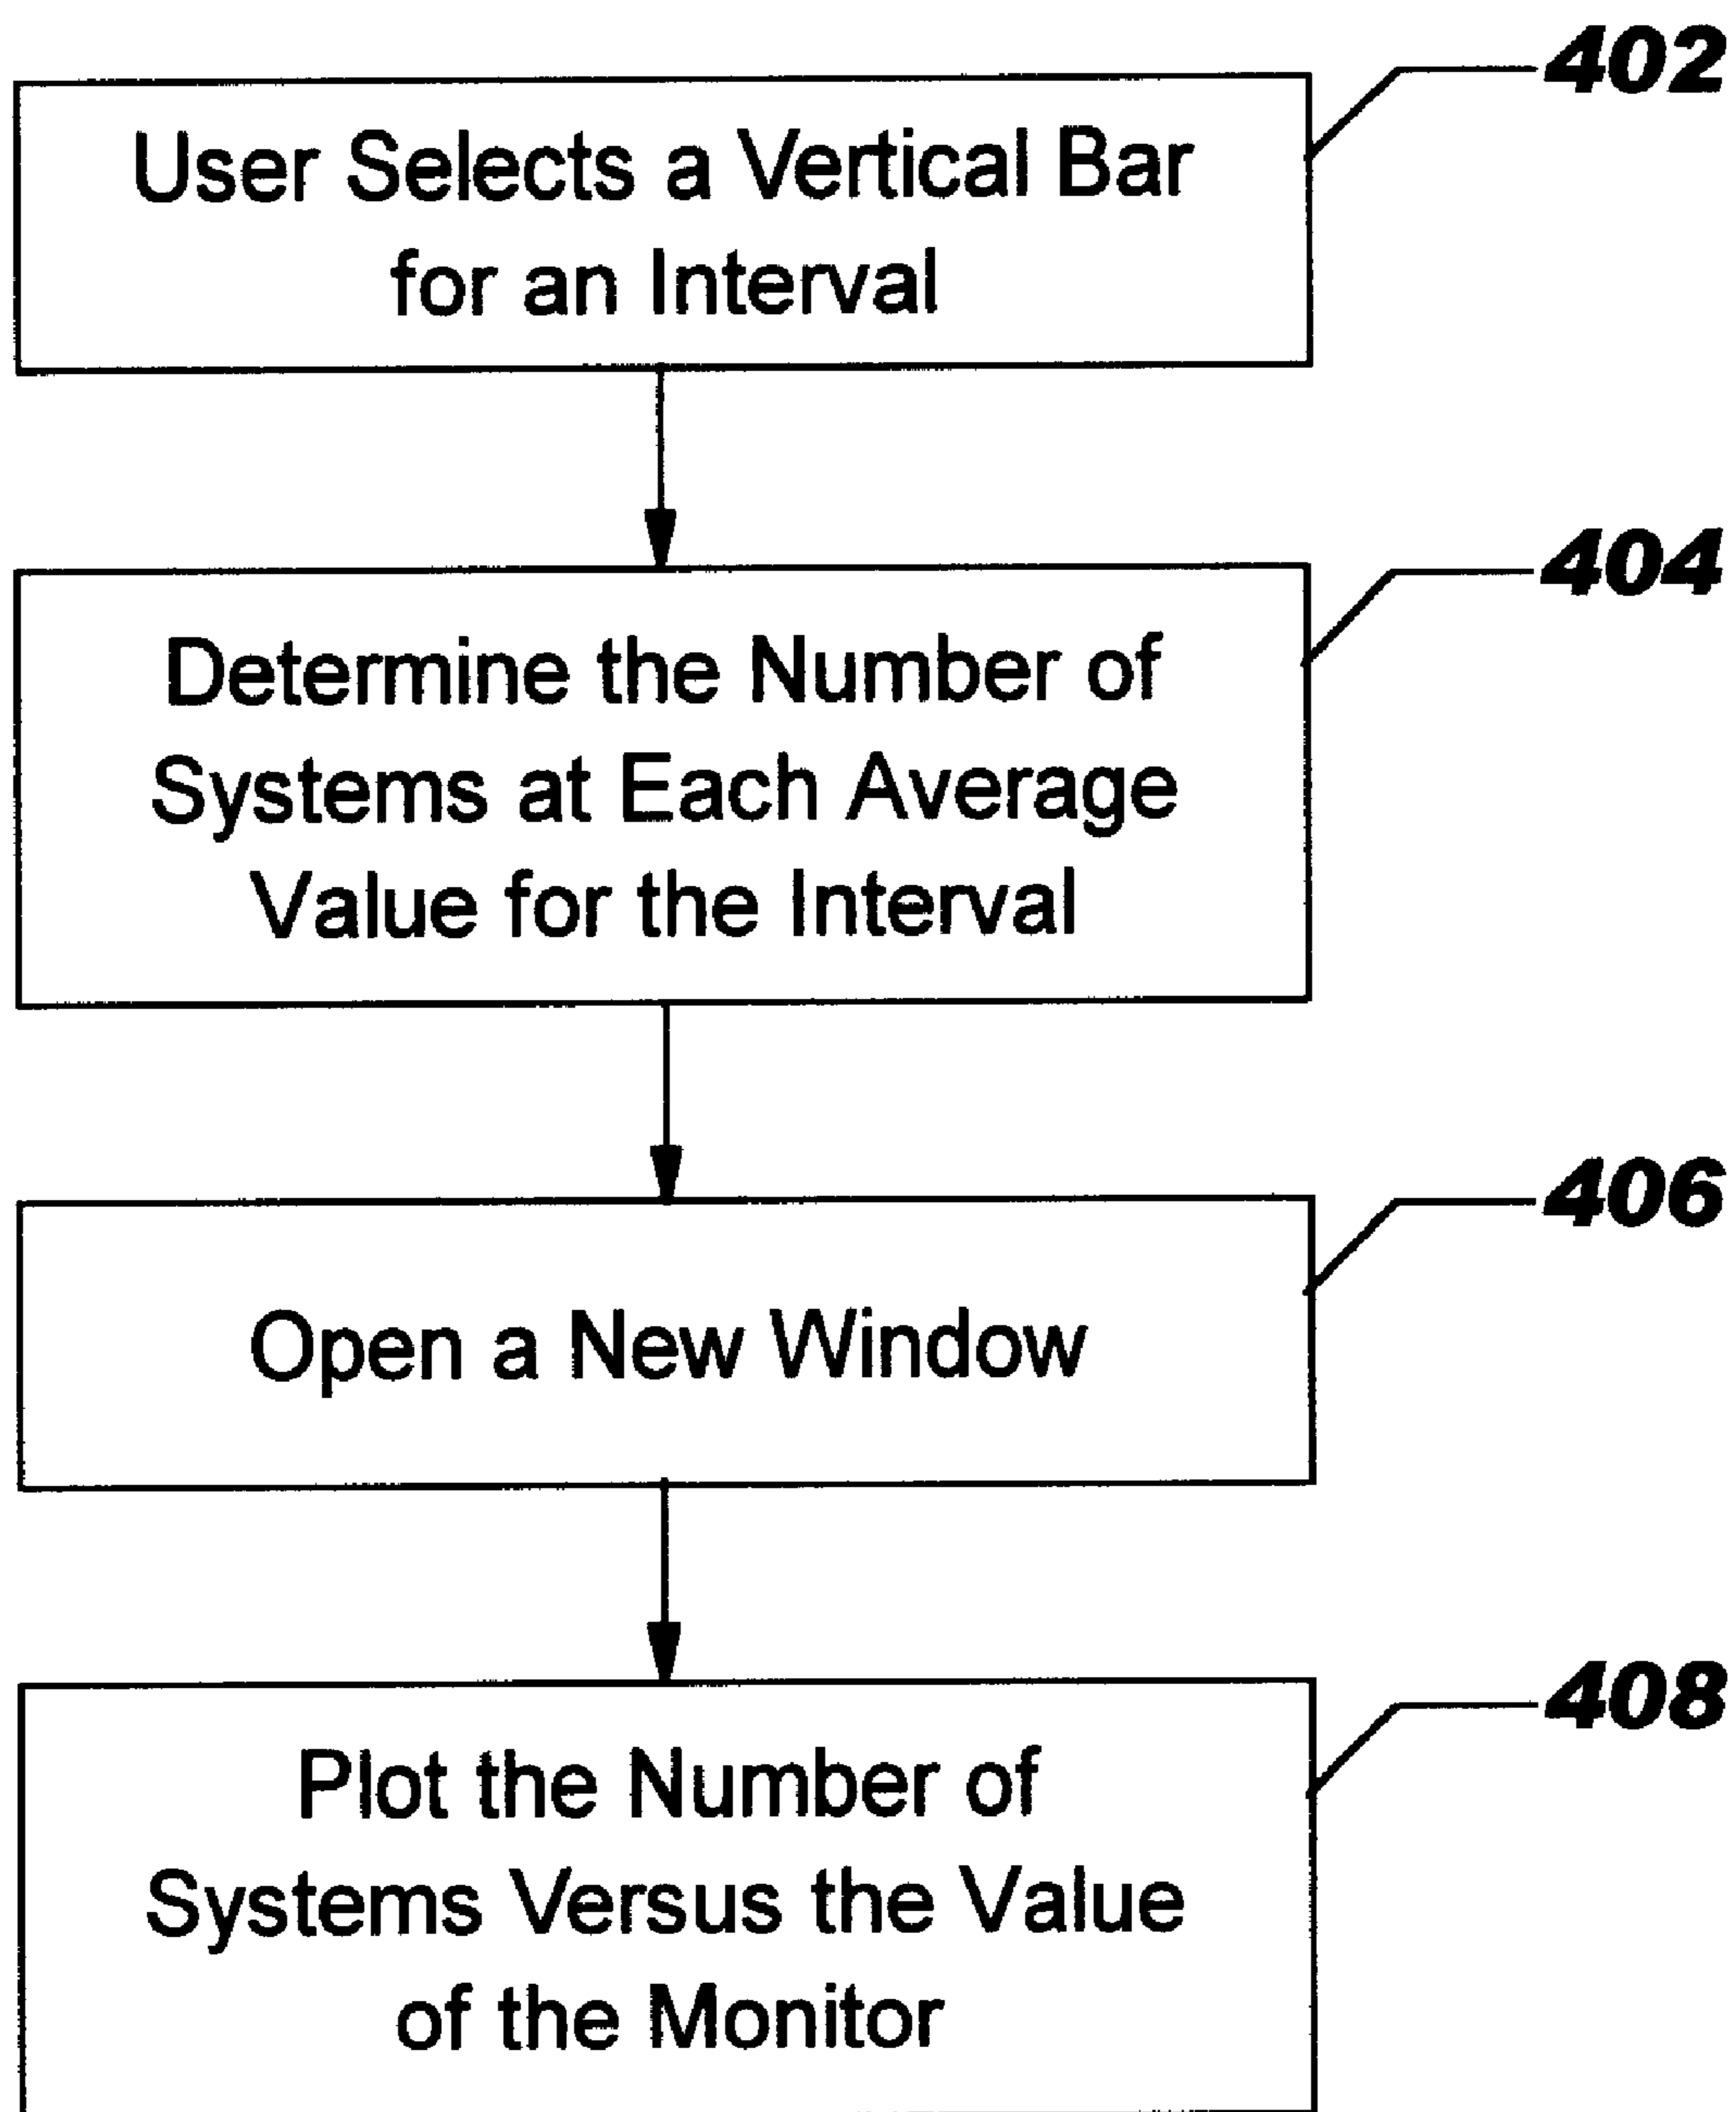 402
User Selects a Vertical Bar
for an Interval
404
Determine the Number of
Systems at Each Average
Value for the Interval
406
Open a New Window
408
Plot the Number of
Systems Versus the Value
of the Monitor